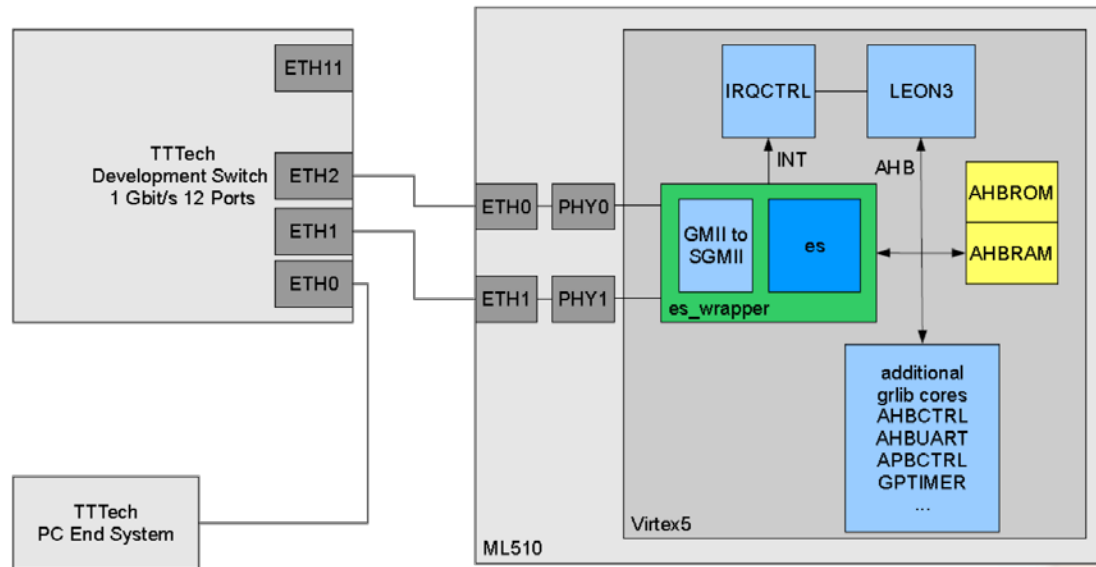 ETH11
TTTech
Development Switch
1 Gbit/s 12 Ports
ETH2
ETH1
ETH0
TTTech
PC End System
ETH0
PHY0
ETH1
PHY1
IRQCTRL
LEON3
INT
AHB
GMII to
SGMII
es
es_wrapper
AHBROM
AHBRAM
additional
grlib cores
AHBCTRL
AHBUART
APBCTRL
GPTIMER
...
Virtex5
ML510